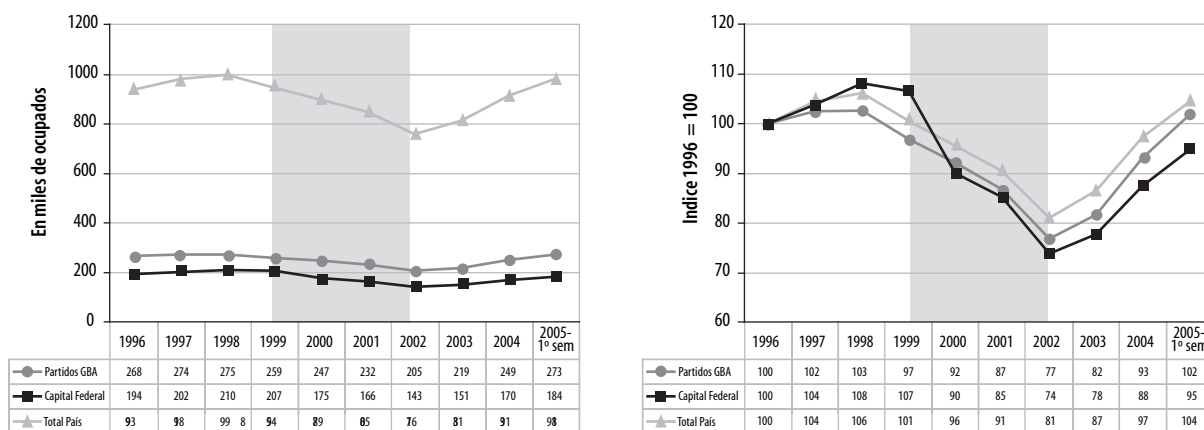 En miles de ocupados
1200
1000
800
600
400
200
0
1996 1997 1998 1999 2000 2001 2002 2003 2004 2005-
1º sem
Partidos GBA 268 274 275 259 247 232 205 219 249 273
Capital Federal 194 202 210 207 175 166 143 151 170 184
Total País
Indice 1996 = 100
120
110
100
90
80
70
60
1996 1997 1998 1999 2000 2001 2002 2003 2004 2005-
1º sem
Partidos GBA 100 102 103 97 92 87 77 82 93 102
Capital Federal 100 104 108 107 90 85 74 78 88 95
Total País 100 104 106 101 96 91 81 87 97 104